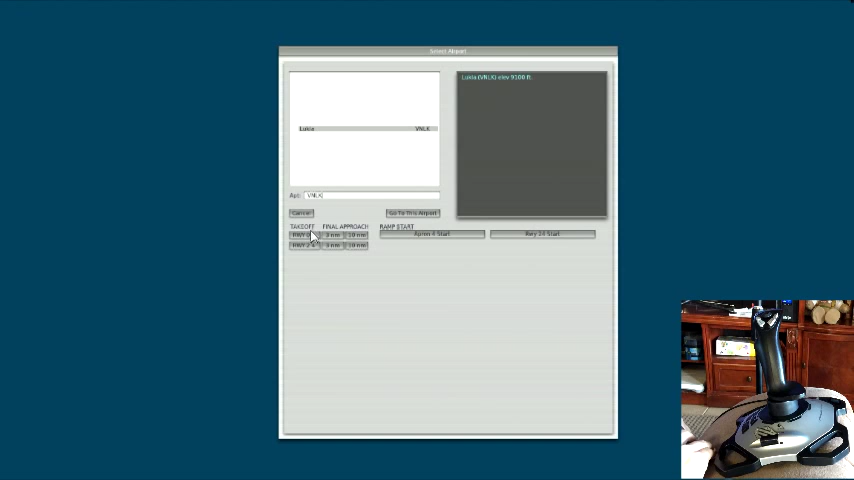 Select Airport
Lukla (VNLK) elev 9100 ft.
Lukla VNLK
Apt: VNLK
Cancel Go To This Airport
TAKEOFF FINAL APPROACH RAMP START
3 nm 10 nm Apron 4 Start Rwy 24 Start
3 nm 10 nm